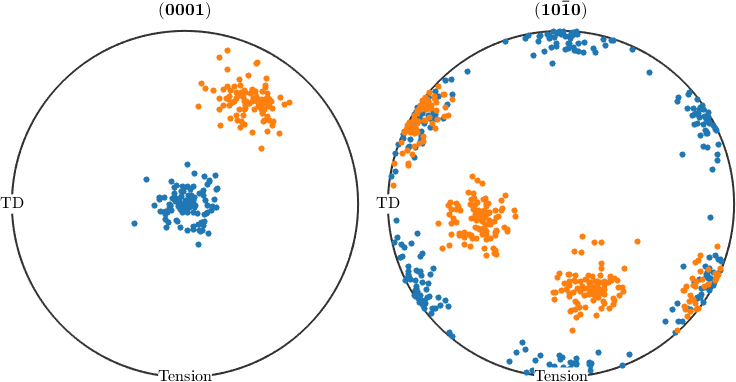 (0001)
(101̄0)
TD
TD
Tension
Tension